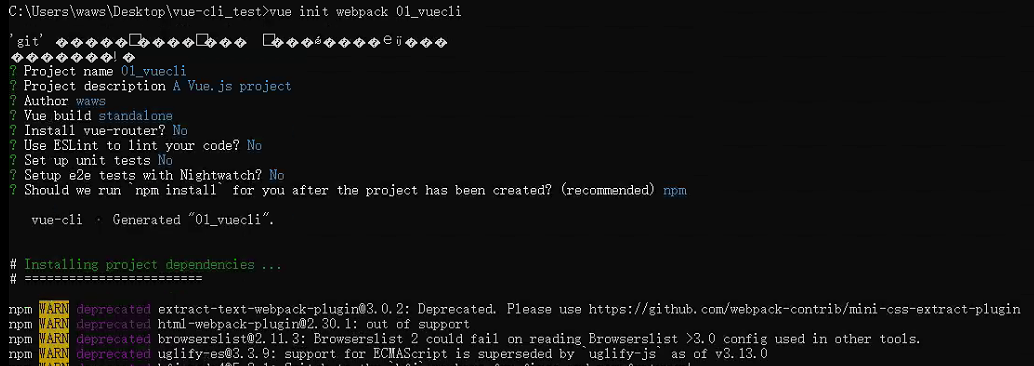 C:\Users\waws\Desktop\vue-cli_test>vue init webpack 01_vuecli
'git'
? Project name 01_vuecli
? Project description A Vue.js project
? Author waws
? Vue build standalone
? Install vue-router? No
? Use ESLint to lint your code? No
? Set up unit tests No
? Setup e2e tests with Nightwatch? No
? Should we run `npm install` for you after the project has been created? (recommended) npm
vue-cli · Generated "01_vuecli".
# Installing project dependencies ...
# ========================
npm WARN deprecated extract-text-webpack-plugin@3.0.2: Deprecated. Please use https://github.com/webpack-contrib/mini-css-extract-plugin
npm WARN deprecated html-webpack-plugin@2.30.1: out of support
npm WARN deprecated browserslist@2.11.3: Browserslist 2 could fail on reading Browserslist >3.0 config used in other tools.
npm WARN deprecated uglify-es@3.3.9: support for ECMAScript is superseded by `uglify-js` as of v3.13.0